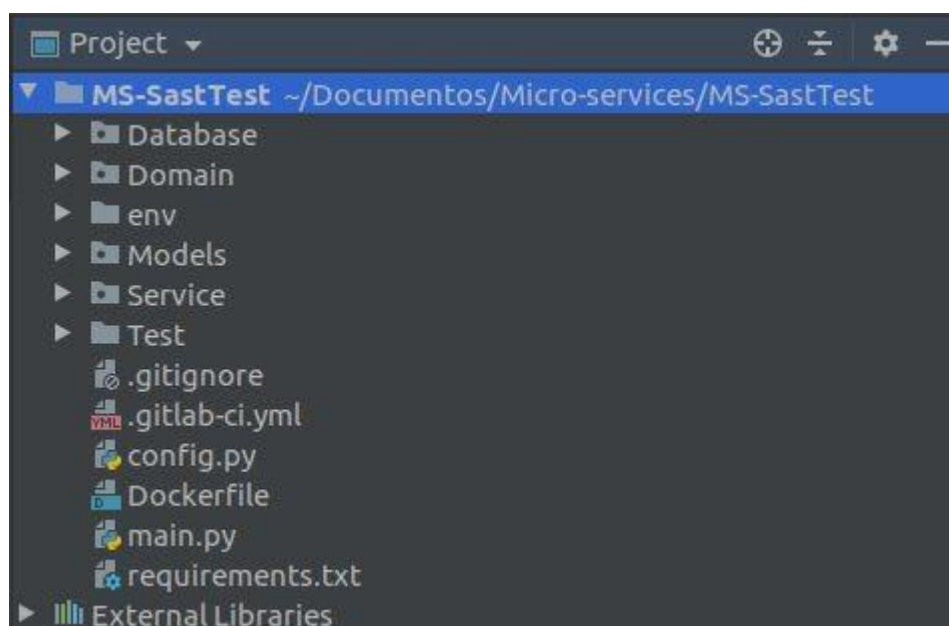 Project
MS-SastTest ~/Documentos/Micro-services/MS-SastTest
Database
Domain
env
Models
Service
Test
.gitignore
YML .gitlab-ci.yml
config.py
D Dockerfile
main.py
requirements.txt
External Libraries